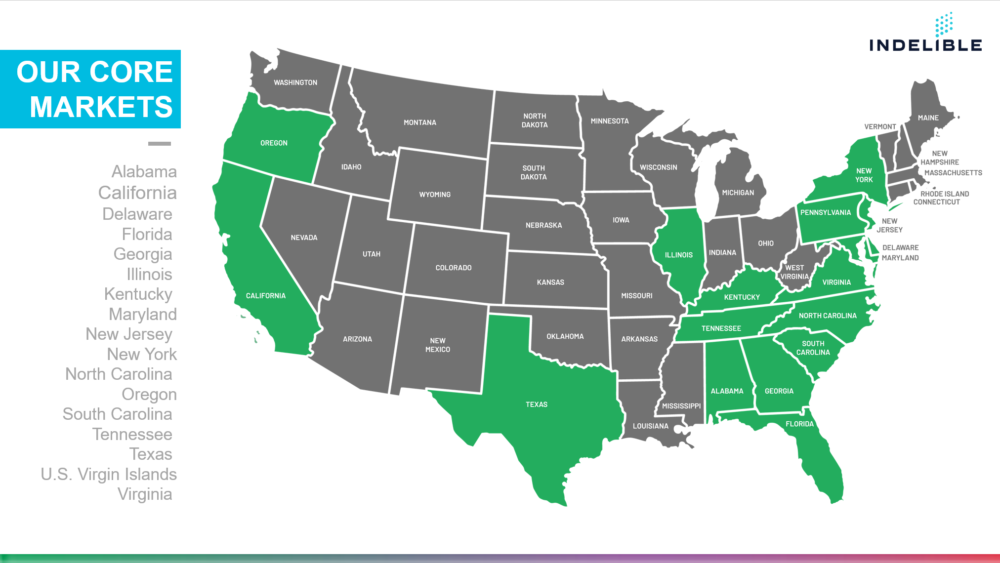 INDELIBLE
OUR CORE
MARKETS
Alabama
California
Delaware
Florida
Georgia
Illinois
Kentucky
Maryland
New Jersey
New York
North Carolina
Oregon
South Carolina
Tennessee
Texas
U.S. Virgin Islands
Virginia
WASHINGTON
OREGON
CALIFORNIA
IDAHO
NEVADA
MONTANA
WYOMING
UTAH
ARIZONA
COLORADO
NEW
MEXICO
NORTH
DAKOTA
SOUTH
DAKOTA
NEBRASKA
KANSAS
OKLAHOMA
TEXAS
MINNESOTA
IOWA
MISSOURI
ARKANSAS
LOUISIANA
WISCONSIN
ILLINOIS
MICHIGAN
INDIANA
OHIO
KENTUCKY
TENNESSEE
MISSISSIPPI
ALABAMA
GEORGIA
FLORIDA
SOUTH
CAROLINA
NORTH CAROLINA
VIRGINIA
WEST
VIRGINIA
PENNSYLVANIA
NEW
YORK
VERMONT
MAINE
NEW
HAMPSHIRE
MASSACHUSETTS
RHODE ISLAND
CONNECTICUT
NEW
JERSEY
DELAWARE
MARYLAND